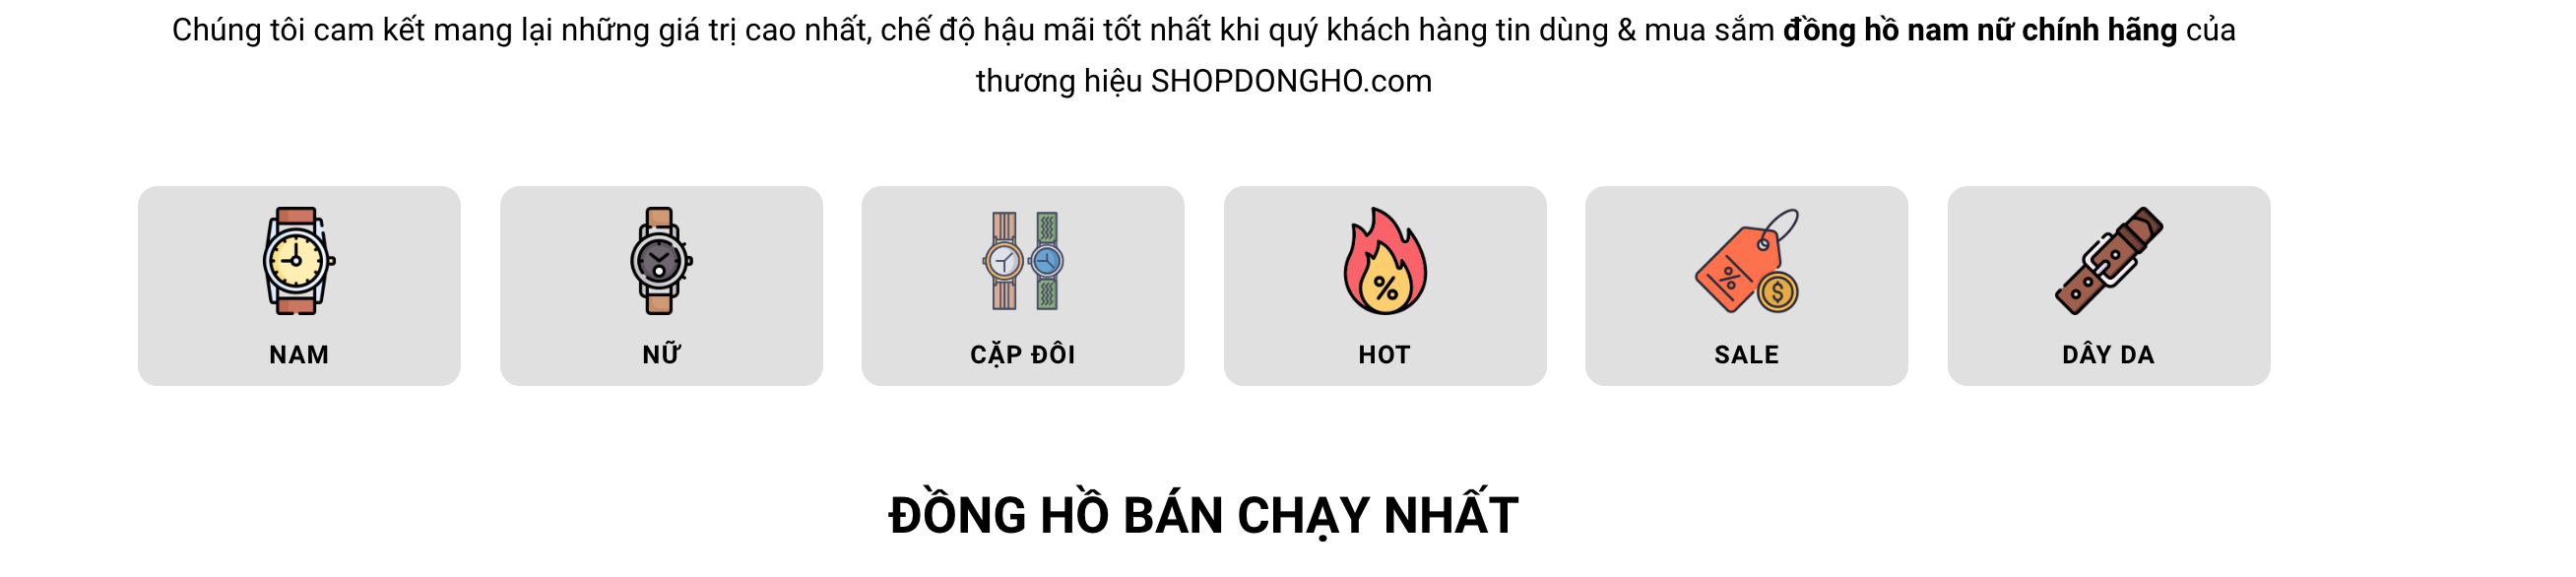 Chúng tôi cam kết mang lại những giá trị cao nhất, chế độ hậu mãi tốt nhất khi quý khách hàng tin dùng & mua sắm đồng hồ nam nữ chính hãng của
thương hiệu SHOPDONGHO.com
NAM
NỮ
CẶP ĐÔI
HOT
SALE
DÂY DA
ĐỒNG HỒ BÁN CHẠY NHẤT